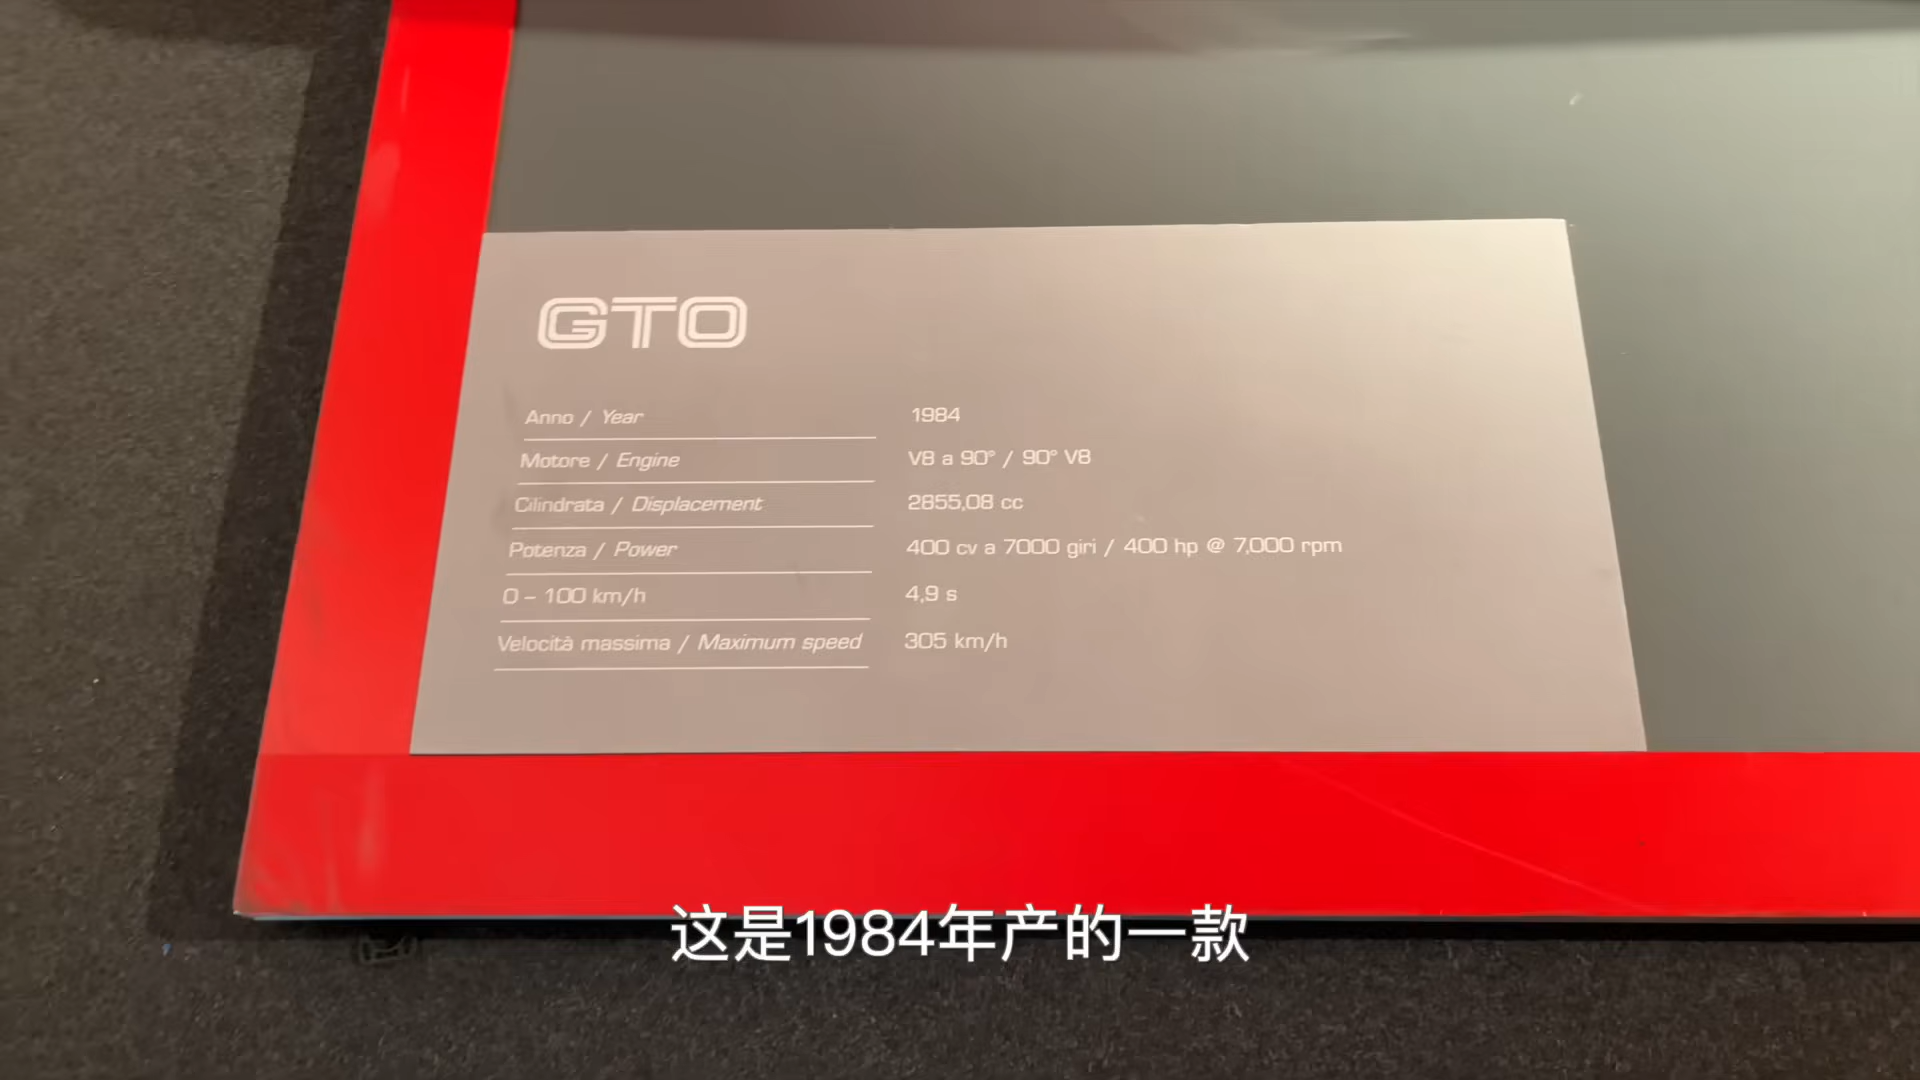 GTO
Anno / Year 1984
Motore / Engine V8 a 90° / 90° V8
Cilindrata / Displacement 2855,08 cc
Potenza / Power 400 cv a 7000 giri / 400 hp @ 7,000 rpm
0 – 100 km/h 4,9 s
Velocità massima / Maximum speed 305 km/h
这是1984年产的一款